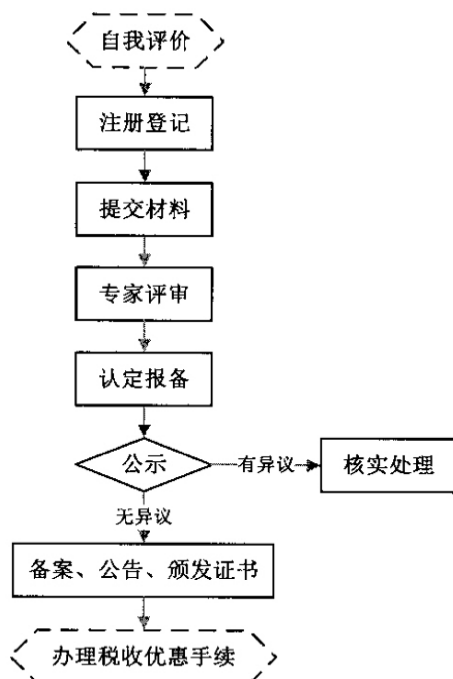 自我评价
注册登记
提交材料
专家评审
认定报备
公示
有异议
核实处理
无异议
备案、公告、颁发证书
办理税收优惠手续